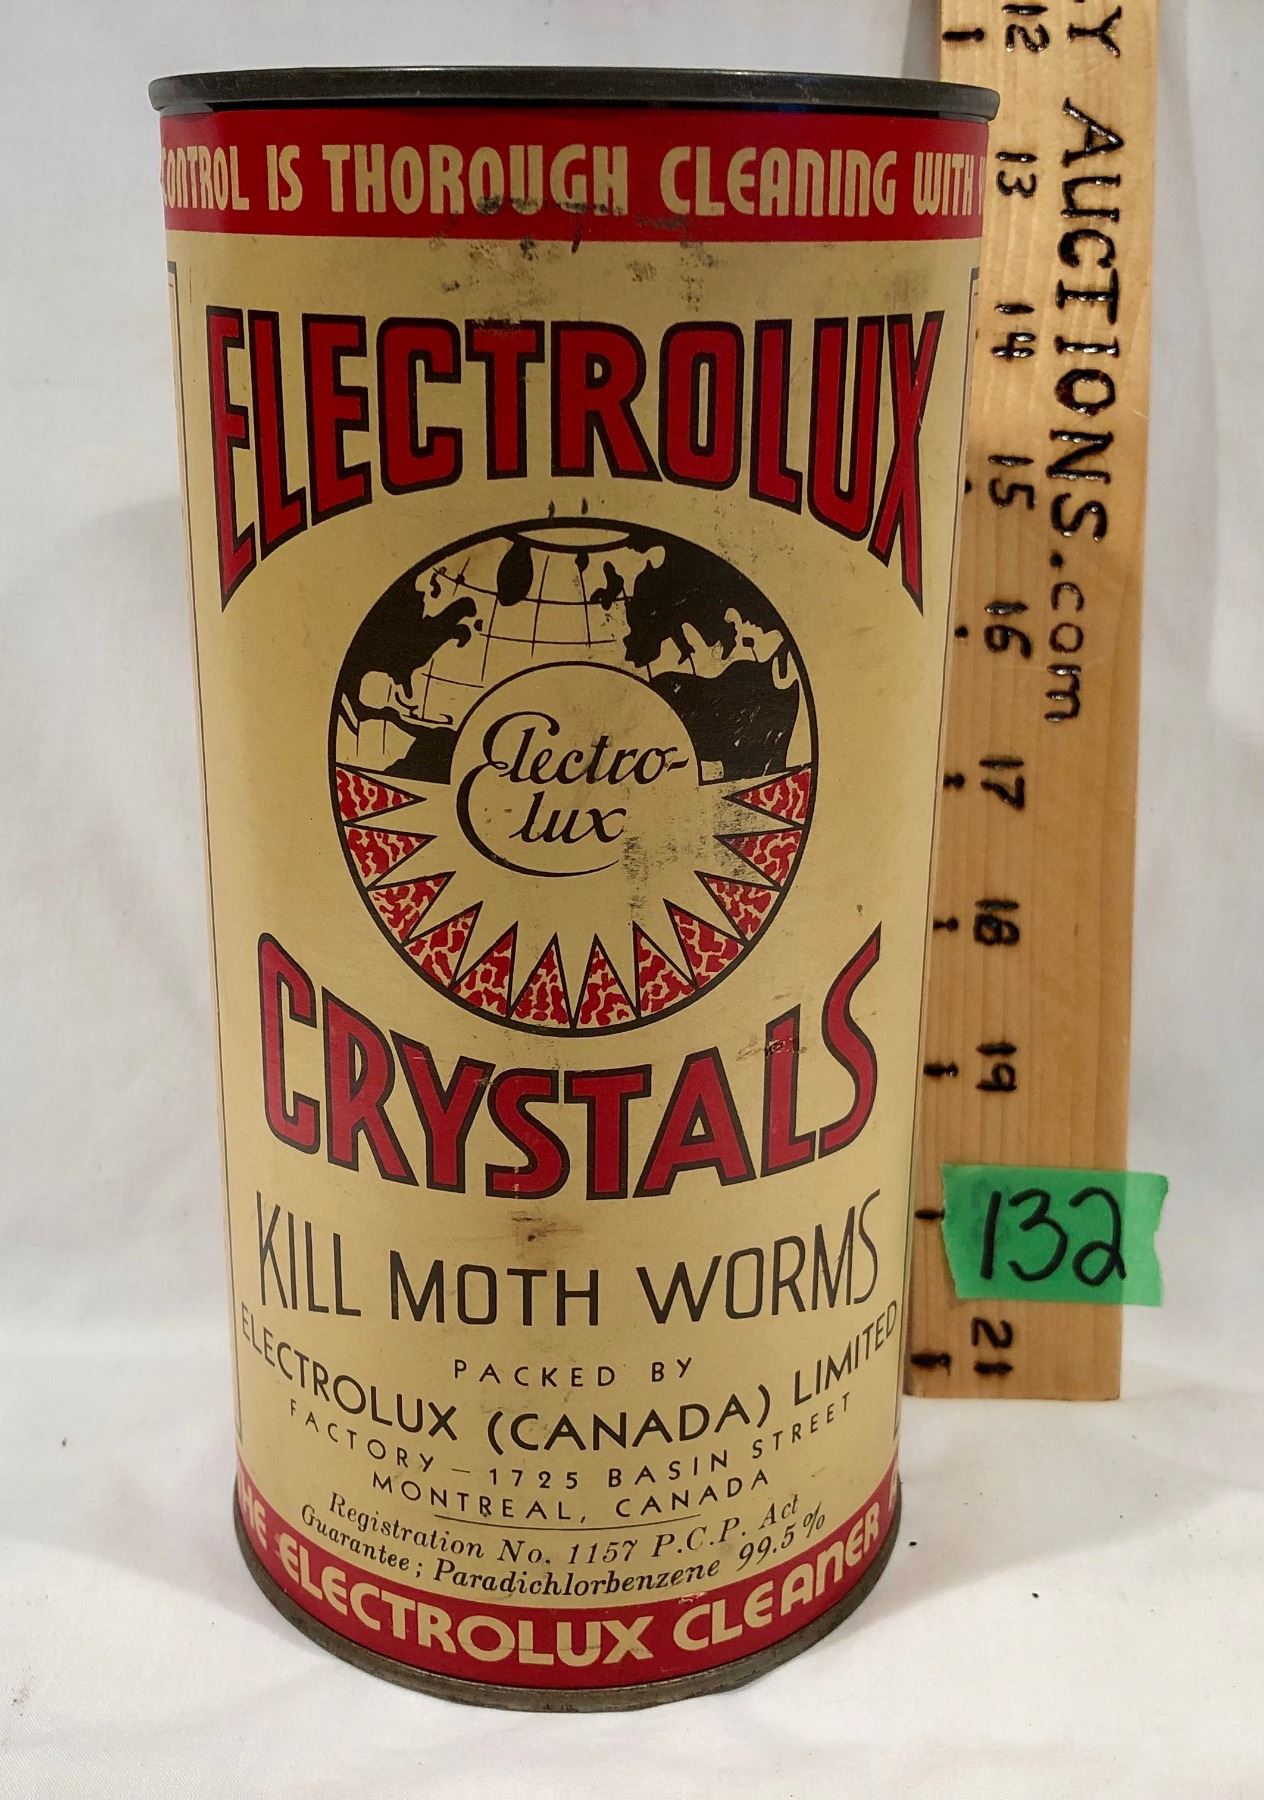 CONTROL IS THOROUGH CLEANING WITH
ELECTROLUX
Electro-
lux
CRYSTALS
KILL MOTH WORMS
PACKED BY
ELECTROLUX (CANADA) LIMITED
FACTORY — 1725 BASIN STREET
MONTREAL, CANADA
Registration No. 1157 P.C.P. Act
Guarantee; Paradichlorbenzene 99.5%
THE ELECTROLUX CLEANER
Y AUCTIONS.com
12
13
14
15
16
17
18
19
132
21